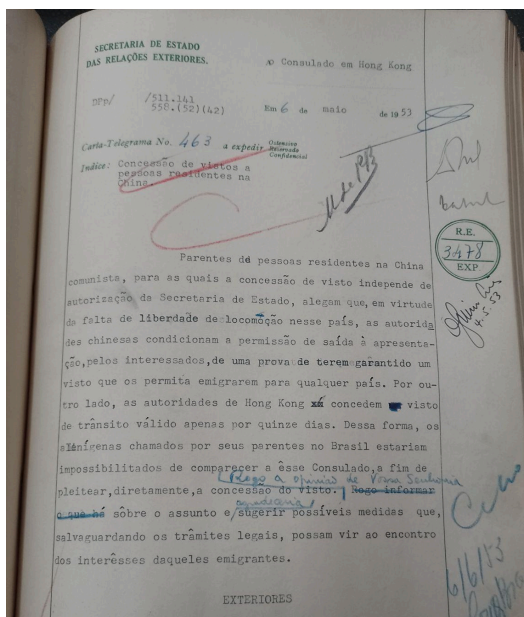 SECRETARIA DE ESTADO
DAS RELAÇÕES EXTERIORES.
Consulado em Hong Kong
DPp/ /511.141
558.(52)(42)
Em 6 de maio de 1953
Carta-Telegrama No. 463 a expedir Ostensivo
Reservado
Confidencial
Indice: Concessão de vistos a
pessoas residentes na
China.
R.E.
3478
EXP
4.5.53
Parentes de pessoas residentes na China
comunista, para as quais a concessão de visto independe de
autorização da Secretaria de Estado, alegam que, em virtude
da falta de liberdade de locomoção nesse país, as autorida
des chinesas condicionam a permissão de saída à apresenta-
ção,pelos interessados,de uma prova de terem garantido um
visto que os permita emigrarem para qualquer país. Por ou-
tro lado, as autoridades de Hong Kong só concedem visto
de trânsito válido apenas por quinze dias. Dessa forma, os
alienígenas chamados por seus parentes no Brasil estariam
impossibilitados de comparecer a êsse Consulado,a fim de
Rogo a opinião de Vossa Senhoria
pleitear,diretamente,a concessão do visto. Rogo informar
agradeceria
o que há sôbre o assunto e/sugerir possíveis medidas que,
salvaguardando os trâmites legais, possam vir ao encontro
dos interêsses daqueles emigrantes.
6/6/53
EXTERIORES